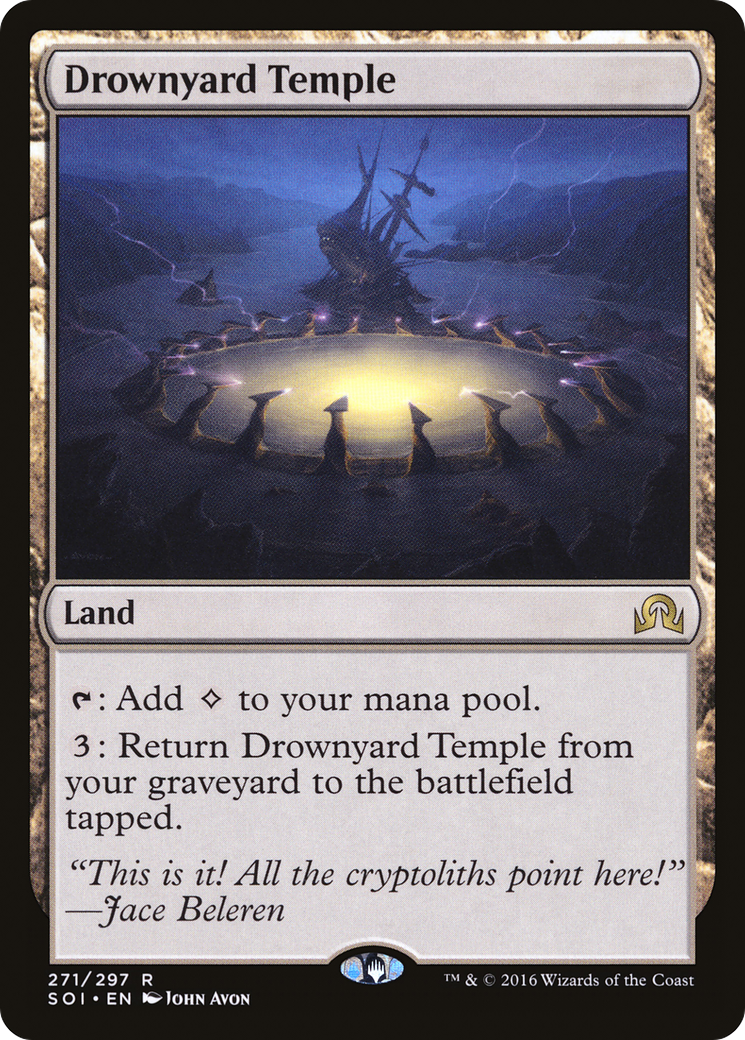 Drownyard Temple
Land
: Add to your mana pool.
3: Return Drownyard Temple from
your graveyard to the battlefield
tapped.
“This is it! All the cryptoliths point here!”
—Jace Beleren
271/297 R
SOI • EN John Avon
™ & © 2016 Wizards of the Coast